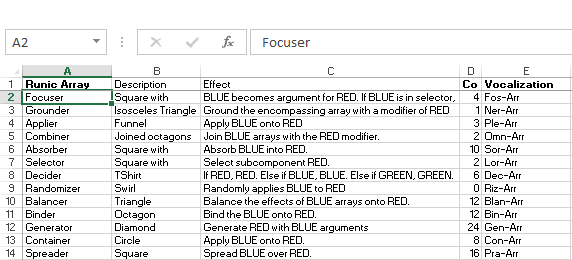 A2 fx Focuser
A B C D E
1 Runic Array Description Effect Co Vocalization
2 Focuser Square with BLUE becomes argument for RED. If BLUE is in selector, 4 Fos-Arr
3 Grounder Isosceles Triangle Ground the encompassing array with a modifier of RED 1 Ner-Arr
4 Applier Funnel Apply BLUE onto RED 3 Ple-Arr
5 Combiner Joined octagons Join BLUE arrays with the RED modifier. 2 Omn-Arr
6 Absorber Square with Absorb BLUE into RED. 10 Sor-Arr
7 Selector Square with Select subcomponent RED. 2 Lor-Arr
8 Decider TShirt If RED, RED. Else if BLUE, BLUE. Else if GREEN, GREEN. 6 Dec-Arr
9 Randomizer Swirl Randomly applies BLUE to RED 0 Riz-Arr
10 Balancer Triangle Balance the effects of BLUE arrays onto RED. 12 Blan-Arr
11 Binder Octagon Bind the BLUE onto RED. 12 Bin-Arr
12 Generator Diamond Generate RED with BLUE arguments 24 Gen-Arr
13 Container Circle Apply BLUE onto RED. 8 Con-Arr
14 Spreader Square Spread BLUE over RED. 16 Pra-Arr